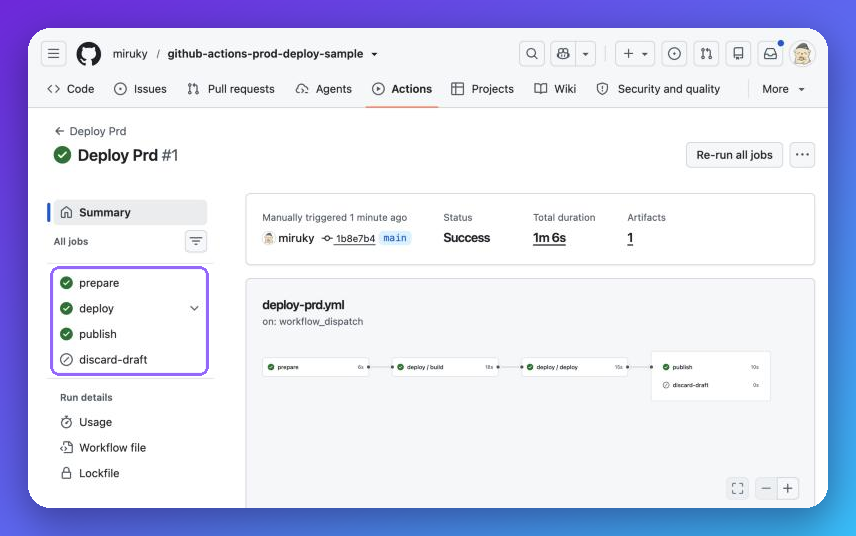 miruky / github-actions-prod-deploy-sample
Code Issues Pull requests Agents Actions Projects Wiki Security and quality More
Deploy Prd
Deploy Prd #1
Re-run all jobs
Summary
All jobs
prepare
deploy
publish
discard-draft
Run details
Usage
Workflow file
Lockfile
Manually triggered 1 minute ago
miruky 1b8e7b4 main
Status
Success
Total duration
1m 6s
Artifacts
1
deploy-prd.yml
on: workflow_dispatch
prepare 6s
deploy / build 18s
deploy / deploy 15s
publish 10s
discard-draft 0s